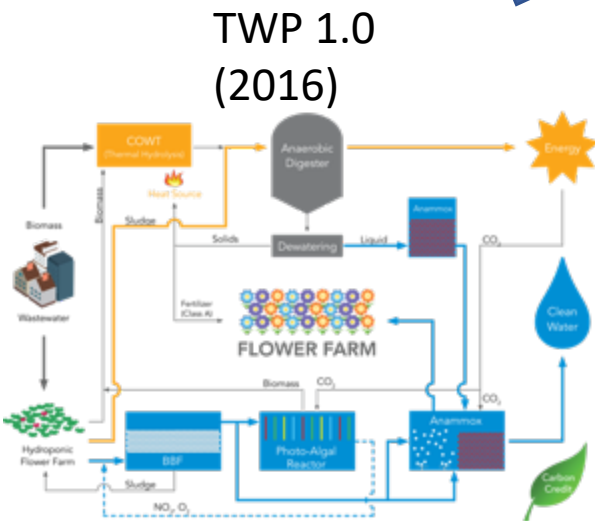 TWP 1.0
(2016)
COWT
(Thermal Hydrolysis)
Anaerobic
Digester
Energy
Heat Source
Biomass
Biomass
Sludge
Solids
Dewatering
Liquid
Anammox
CO₂
Wastewater
Fertilizer
(Class A)
FLOWER FARM
Clean
Water
Biomass
CO₂
CO₂
Hydroponic
Flower Farm
BBF
Photo-Algal
Reactor
Anammox
Sludge
NO₃, O₂
Carbon
Credit